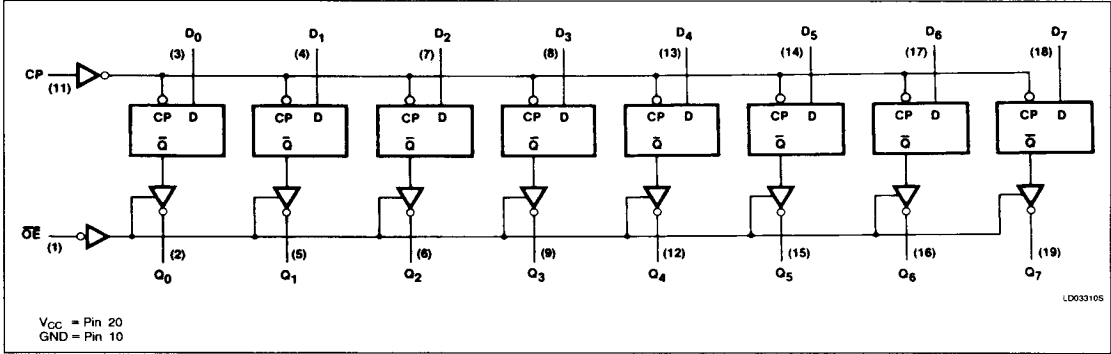 D0 D1 D2 D3 D4 D5 D6 D7
(3) (4) (7) (8) (13) (14) (17) (18)
CP
(11)
CP D CP D CP D CP D CP D CP D CP D CP D
Q̅ Q̅ Q̅ Q̅ Q̅ Q̅ Q̅ Q̅
O̅E̅
(1)
(2) (5) (6) (9) (12) (15) (16) (19)
Q0 Q1 Q2 Q3 Q4 Q5 Q6 Q7
LD03310S
VCC = Pin 20
GND = Pin 10